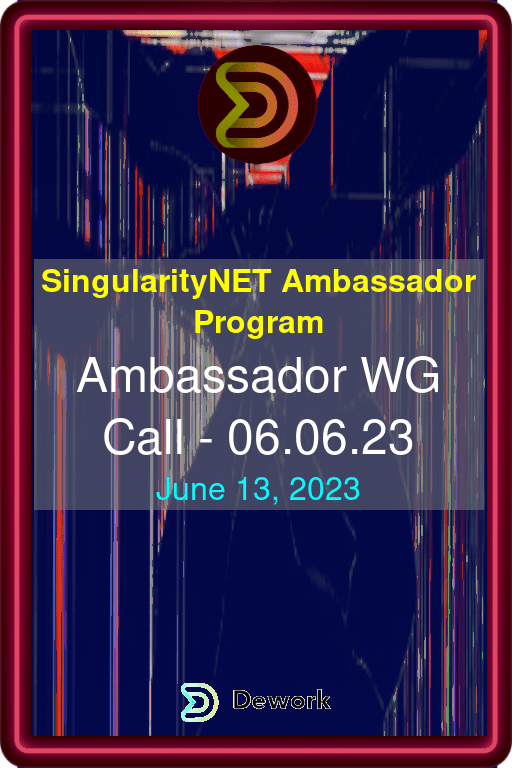 SingularityNET Ambassador
Program
Ambassador WG
Call - 06.06.23
June 13, 2023
Dework